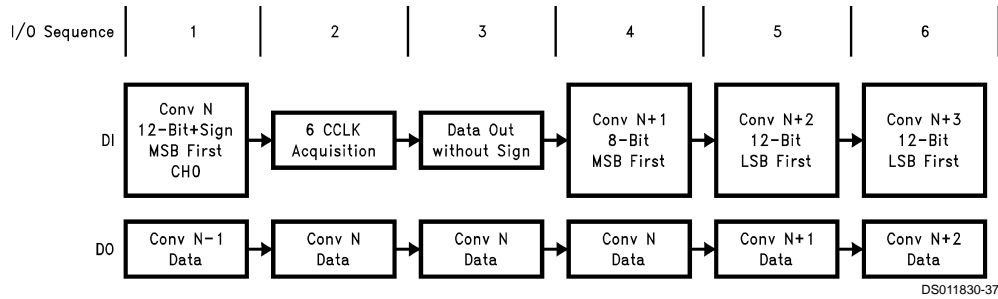 I/O Sequence 1 2 3 4 5 6
DI
Conv N
12-Bit+Sign
MSB First
CH0
6 CCLK
Acquisition
Data Out
without Sign
Conv N+1
8-Bit
MSB First
Conv N+2
12-Bit
LSB First
Conv N+3
12-Bit
LSB First
DO
Conv N-1
Data
Conv N
Data
Conv N
Data
Conv N
Data
Conv N+1
Data
Conv N+2
Data
DS011830-37